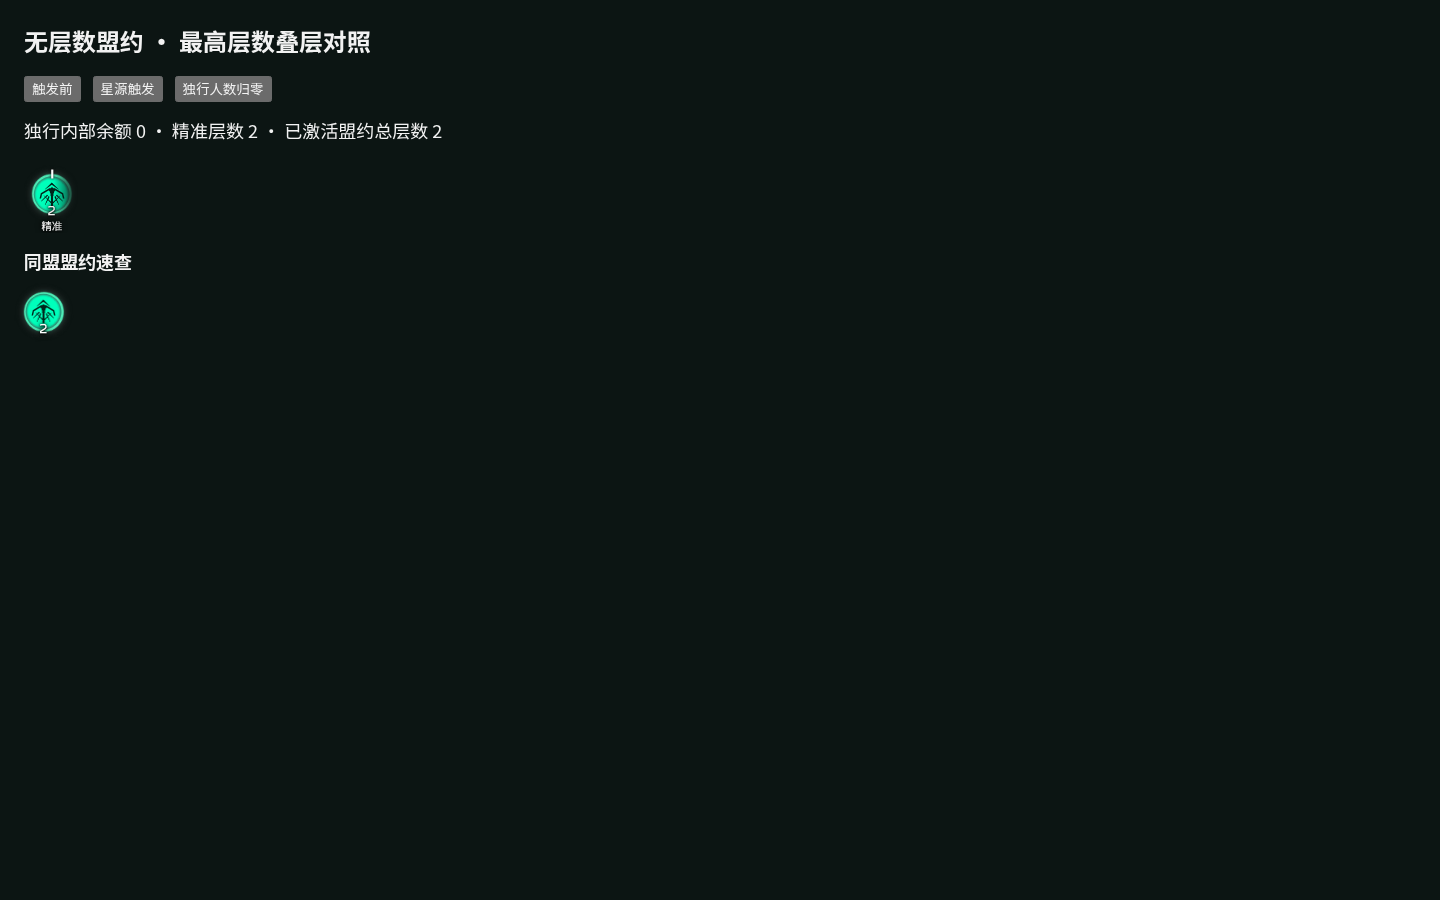 无层数盟约 · 最高层数叠层对照
触发前 星源触发 独行人数归零
独行内部余额 0 · 精准层数 2 · 已激活盟约总层数 2
2
精准
同盟盟约速查
2